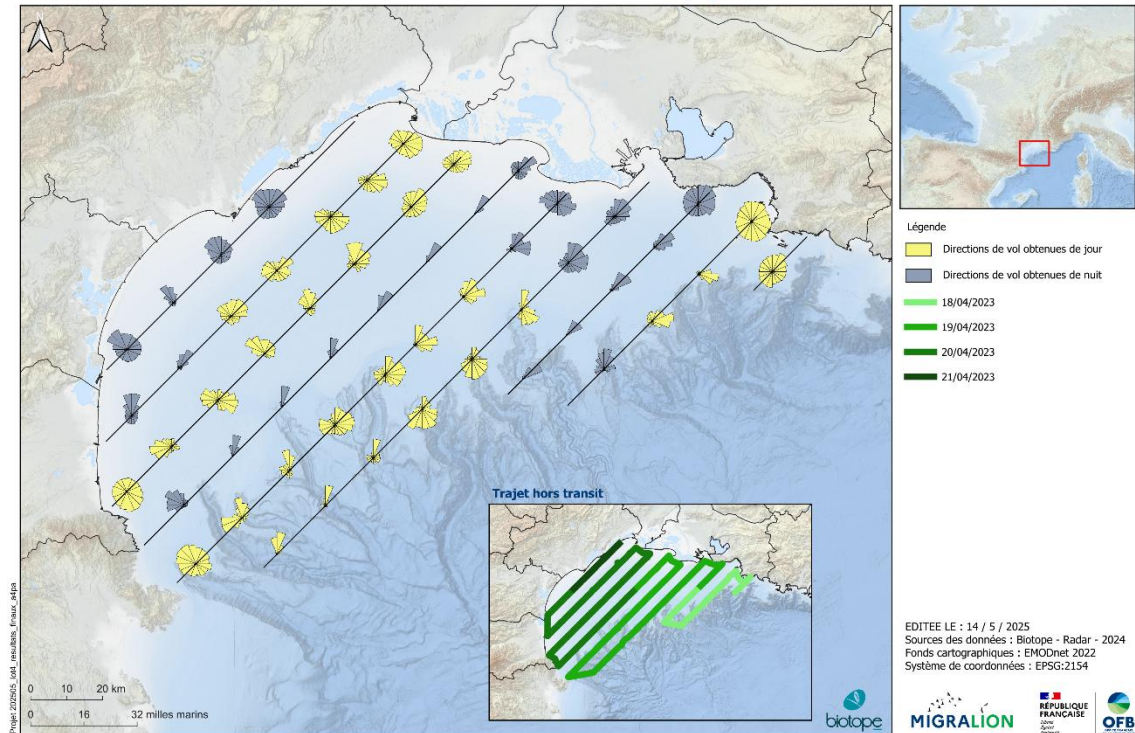 Légende
Directions de vol obtenues de jour
Directions de vol obtenues de nuit
18/04/2023
19/04/2023
20/04/2023
21/04/2023
Trajet hors transit
0 10 20 km
0 16 32 milles marins
biotope
EDITEE LE : 14 / 5 / 2025
Sources des données : Biotope - Radar - 2024
Fonds cartographiques : EMODnet 2022
Système de coordonnées : EPSG:2154
MIGRALION
RÉPUBLIQUE
FRANÇAISE
Liberté
Égalité
Fraternité
OFB